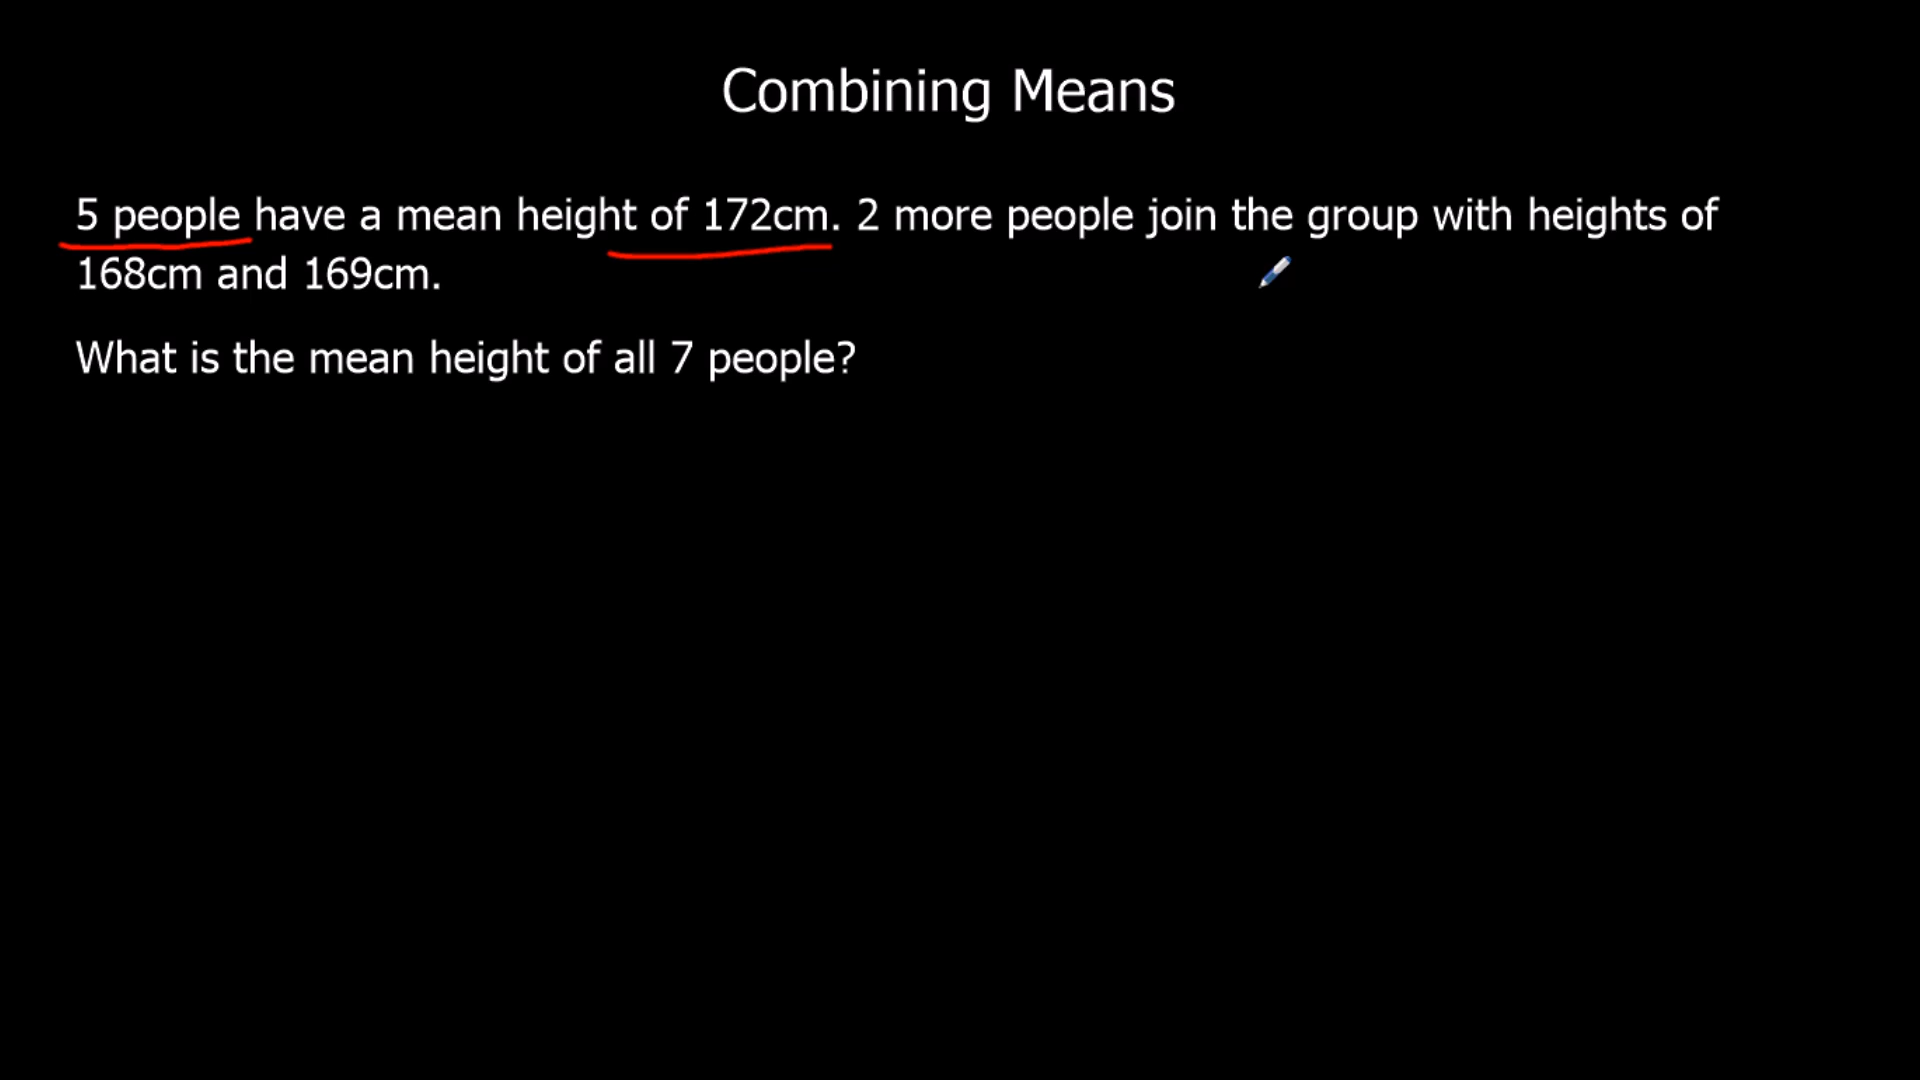 Combining Means
5 people have a mean height of 172cm. 2 more people join the group with heights of
168cm and 169cm.
What is the mean height of all 7 people?